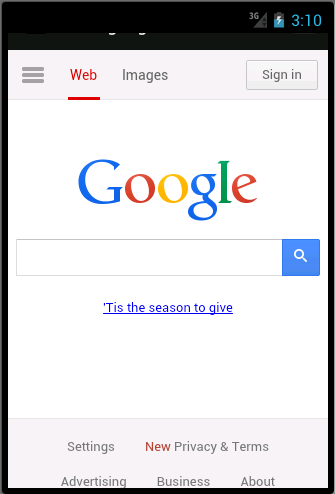 3G 3:10
Web Images Sign in
Google
'Tis the season to give
Settings New Privacy & Terms
Advertising Business About